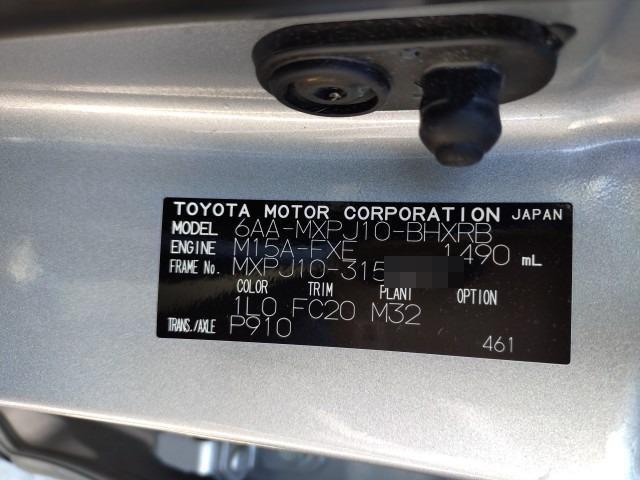 TOYOTA MOTOR CORPORATION JAPAN
MODEL 6AA-MXPJ10-BHXRB
ENGINE M15A-FXE 1490 mL
FRAME No. MXPJ10-315
COLOR TRIM PLANT OPTION
1L0 FC20 M32
TRANS./AXLE P910
461